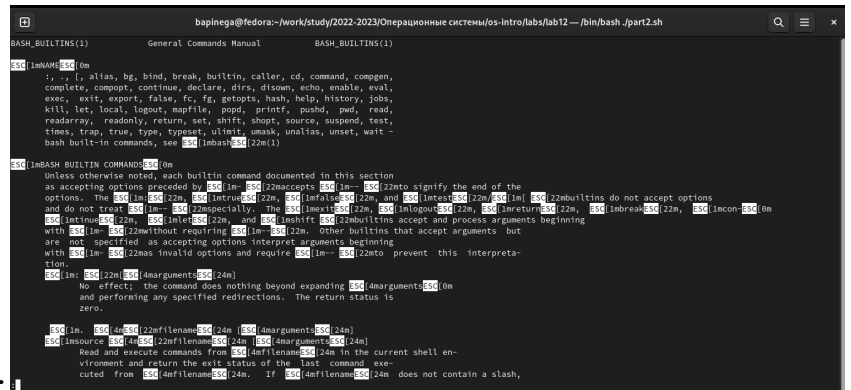 bapinega@fedora:~/work/study/2022-2023/Операционные системы/os-intro/labs/lab12 — /bin/bash ./part2.sh
BASH_BUILTINS(1) General Commands Manual BASH_BUILTINS(1)
ESC[1mNAMEESC[0m
:, ., [, alias, bg, bind, break, builtin, caller, cd, command, compgen,
complete, compopt, continue, declare, dirs, disown, echo, enable, eval,
exec, exit, export, false, fc, fg, getopts, hash, help, history, jobs,
kill, let, local, logout, mapfile, popd, printf, pushd, pwd, read,
readarray, readonly, return, set, shift, shopt, source, suspend, test,
times, trap, true, type, typeset, ulimit, umask, unalias, unset, wait -
bash built-in commands, see ESC[1mbashESC[22m(1)
ESC[1mBASH BUILTIN COMMANDSESC[0m
Unless otherwise noted, each builtin command documented in this section
as accepting options preceded by ESC[1m- ESC[22maccepts ESC[1m-- ESC[22mto signify the end of the
options. The ESC[1m:ESC[22m, ESC[1mtrueESC[22m, ESC[1mfalseESC[22m, and ESC[1mtestESC[22m/ESC[1m[ ESC[22mbuiltins do not accept options
and do not treat ESC[1m-- ESC[22mspecially. The ESC[1mexitESC[22m, ESC[1mlogoutESC[22m, ESC[1mreturnESC[22m, ESC[1mbreakESC[22m, ESC[1mcon-ESC[0m
ESC[1mtinueESC[22m, ESC[1mletESC[22m, and ESC[1mshift ESC[22mbuiltins accept and process arguments beginning
with ESC[1m- ESC[22mwithout requiring ESC[1m--ESC[22m. Other builtins that accept arguments but
are not specified as accepting options interpret arguments beginning
with ESC[1m- ESC[22mas invalid options and require ESC[1m-- ESC[22mto prevent this interpreta-
tion.
ESC[1m: ESC[22m[ESC[4margumentsESC[24m]
No effect; the command does nothing beyond expanding ESC[4margumentsESC[0m
and performing any specified redirections. The return status is
zero.
ESC[1m. ESC[4mESC[22mfilenameESC[24m [ESC[4margumentsESC[24m]
ESC[1msource ESC[4mESC[22mfilenameESC[24m [ESC[4margumentsESC[24m]
Read and execute commands from ESC[4mfilenameESC[24m in the current shell en-
vironment and return the exit status of the last command exe-
cuted from ESC[4mfilenameESC[24m. If ESC[4mfilenameESC[24m does not contain a slash,
: